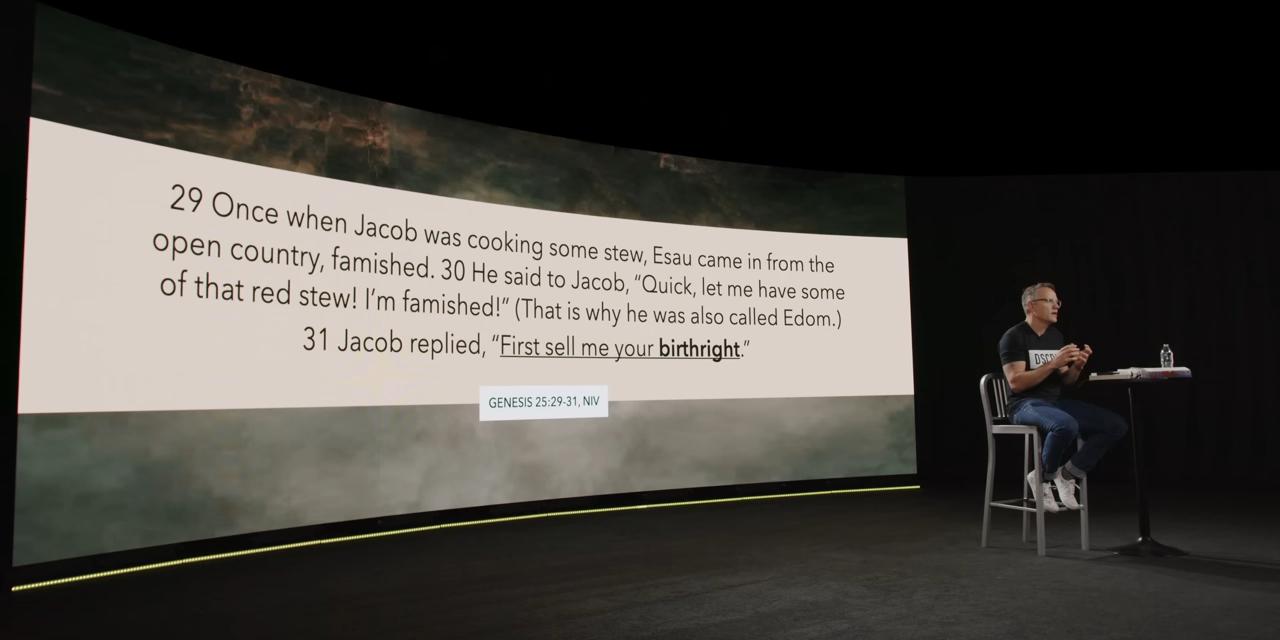 29 Once when Jacob was cooking some stew, Esau came in from the
open country, famished. 30 He said to Jacob, “Quick, let me have some
of that red stew! I’m famished!” (That is why he was also called Edom.)
31 Jacob replied, “First sell me your birthright.”
GENESIS 25:29-31, NIV